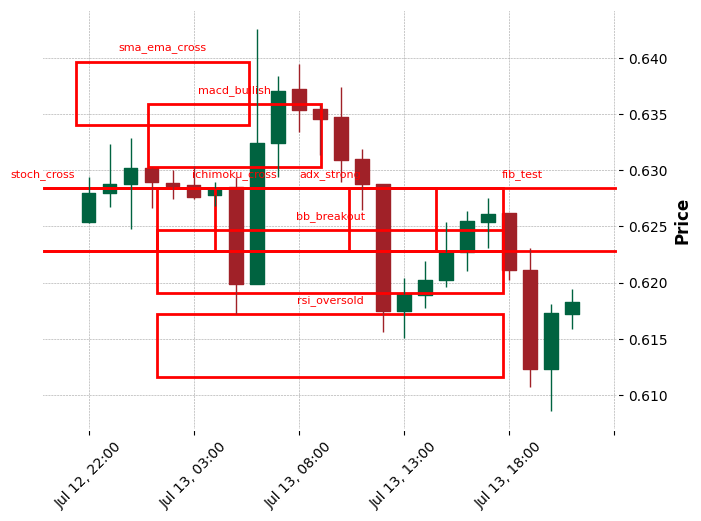 sma_ema_cross
macd_bullish
stoch_cross
ichimoku_cross
adx_strong
fib_test
bb_breakout
rsi_oversold
0.640
0.635
0.630
0.625
0.620
0.615
0.610
Price
Jul 12, 22:00
Jul 13, 03:00
Jul 13, 08:00
Jul 13, 13:00
Jul 13, 18:00